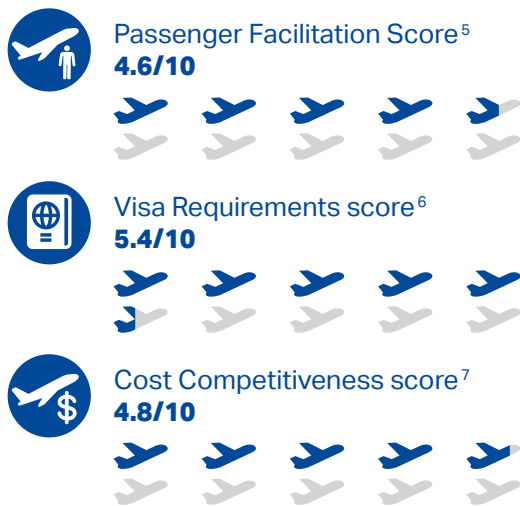 Passenger Facilitation Score⁵
4.6/10
Visa Requirements score⁶
5.4/10
$
Cost Competitiveness score⁷
4.8/10